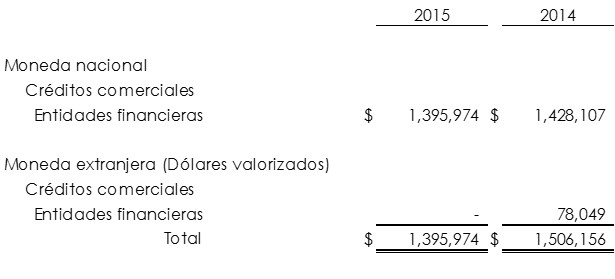 2015 2014
Moneda nacional
Créditos comerciales
Entidades financieras $ 1,395,974 $ 1,428,107
Moneda extranjera (Dólares valorizados)
Créditos comerciales
Entidades financieras - 78,049
Total $ 1,395,974 $ 1,506,156